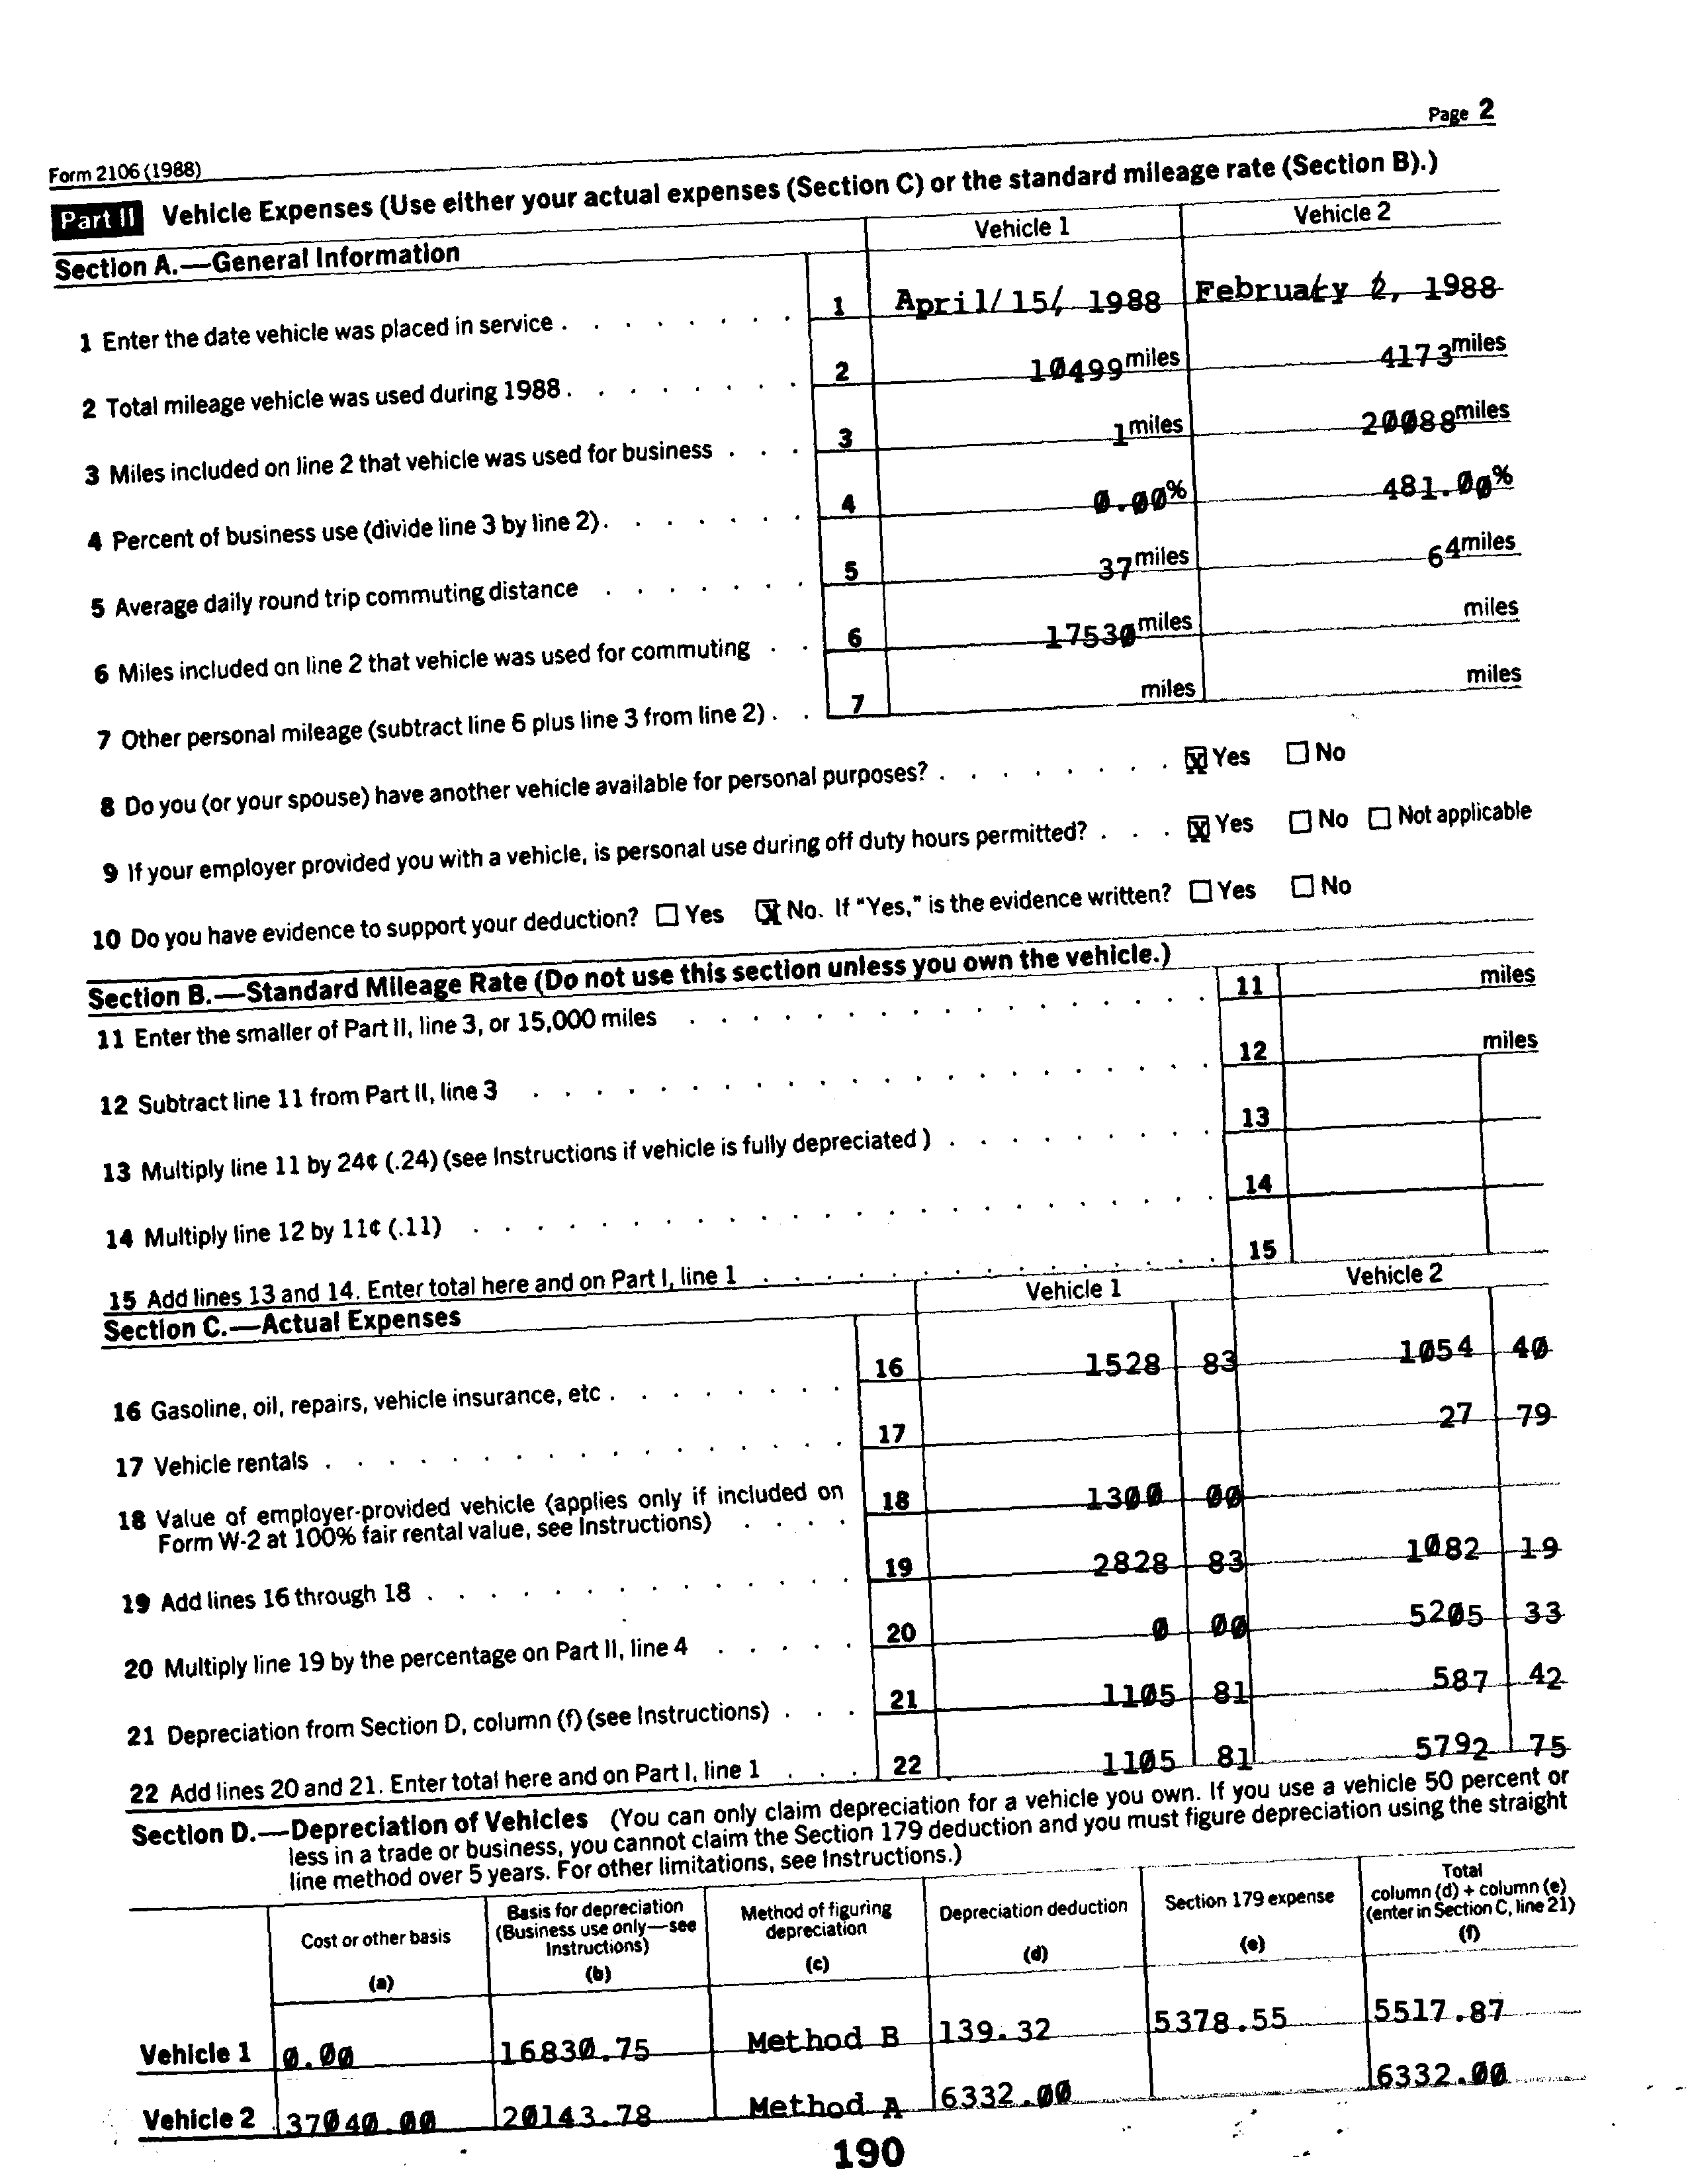 Page 2
Form 2106 (1988)
Part II Vehicle Expenses (Use either your actual expenses (Section C) or the standard mileage rate (Section B).)
Section A.—General Information Vehicle 1 Vehicle 2
1 Enter the date vehicle was placed in service . . . . . . . . 1 April/15/ 1988 February 2, 1988
2 Total mileage vehicle was used during 1988 . . . . . . . . 2 10499 miles 4173 miles
3 Miles included on line 2 that vehicle was used for business . . . 3 1 miles 20088 miles
4 Percent of business use (divide line 3 by line 2) . . . . . . . 4 0.00% 481.00%
5 Average daily round trip commuting distance . . . . . . . 5 37 miles 64 miles
6 Miles included on line 2 that vehicle was used for commuting . . 6 17530 miles miles
7 Other personal mileage (subtract line 6 plus line 3 from line 2) . . 7 miles miles
8 Do you (or your spouse) have another vehicle available for personal purposes? . . . . . . . . X Yes No
9 If your employer provided you with a vehicle, is personal use during off duty hours permitted? . . . X Yes No Not applicable
10 Do you have evidence to support your deduction? Yes X No. If "Yes," is the evidence written? Yes No
Section B.—Standard Mileage Rate (Do not use this section unless you own the vehicle.)
11 Enter the smaller of Part II, line 3, or 15,000 miles . . . . . . . . . . . . . . . . . 11 miles
12 Subtract line 11 from Part II, line 3 . . . . . . . . . . . . . . . . . . . . . . 12 miles
13 Multiply line 11 by 24¢ (.24) (see Instructions if vehicle is fully depreciated ) . . . . . . . . . 13
14 Multiply line 12 by 11¢ (.11) . . . . . . . . . . . . . . . . . . . . . . . . 14
15 Add lines 13 and 14. Enter total here and on Part I, line 1 . . . . . . . . . . . . . . . 15
Section C.—Actual Expenses Vehicle 1 Vehicle 2
16 Gasoline, oil, repairs, vehicle insurance, etc . . . . . . . . 16 1528 83 1054 40
17 Vehicle rentals . . . . . . . . . . . . . . . . . 17 27 79
18 Value of employer-provided vehicle (applies only if included on
Form W-2 at 100% fair rental value, see Instructions) . . . . 18 1300 00
19 Add lines 16 through 18 . . . . . . . . . . . . . . 19 2828 83 1082 19
20 Multiply line 19 by the percentage on Part II, line 4 . . . . . 20 0 00 5205 33
21 Depreciation from Section D, column (f) (see Instructions) . . . 21 1105 81 587 42
22 Add lines 20 and 21. Enter total here and on Part I, line 1 . . . 22 1105 81 5792 75
Section D.—Depreciation of Vehicles (You can only claim depreciation for a vehicle you own. If you use a vehicle 50 percent or
less in a trade or business, you cannot claim the Section 179 deduction and you must figure depreciation using the straight
line method over 5 years. For other limitations, see Instructions.)
Cost or other basis (a) Basis for depreciation (Business use only—see Instructions) (b) Method of figuring depreciation (c) Depreciation deduction (d) Section 179 expense (e) Total column (d) + column (e) (enter in Section C, line 21) (f)
Vehicle 1 0.00 16830.75 Method B 139.32 5378.55 5517.87
Vehicle 2 37040.00 20143.78 Method A 6332.00 6332.00
190